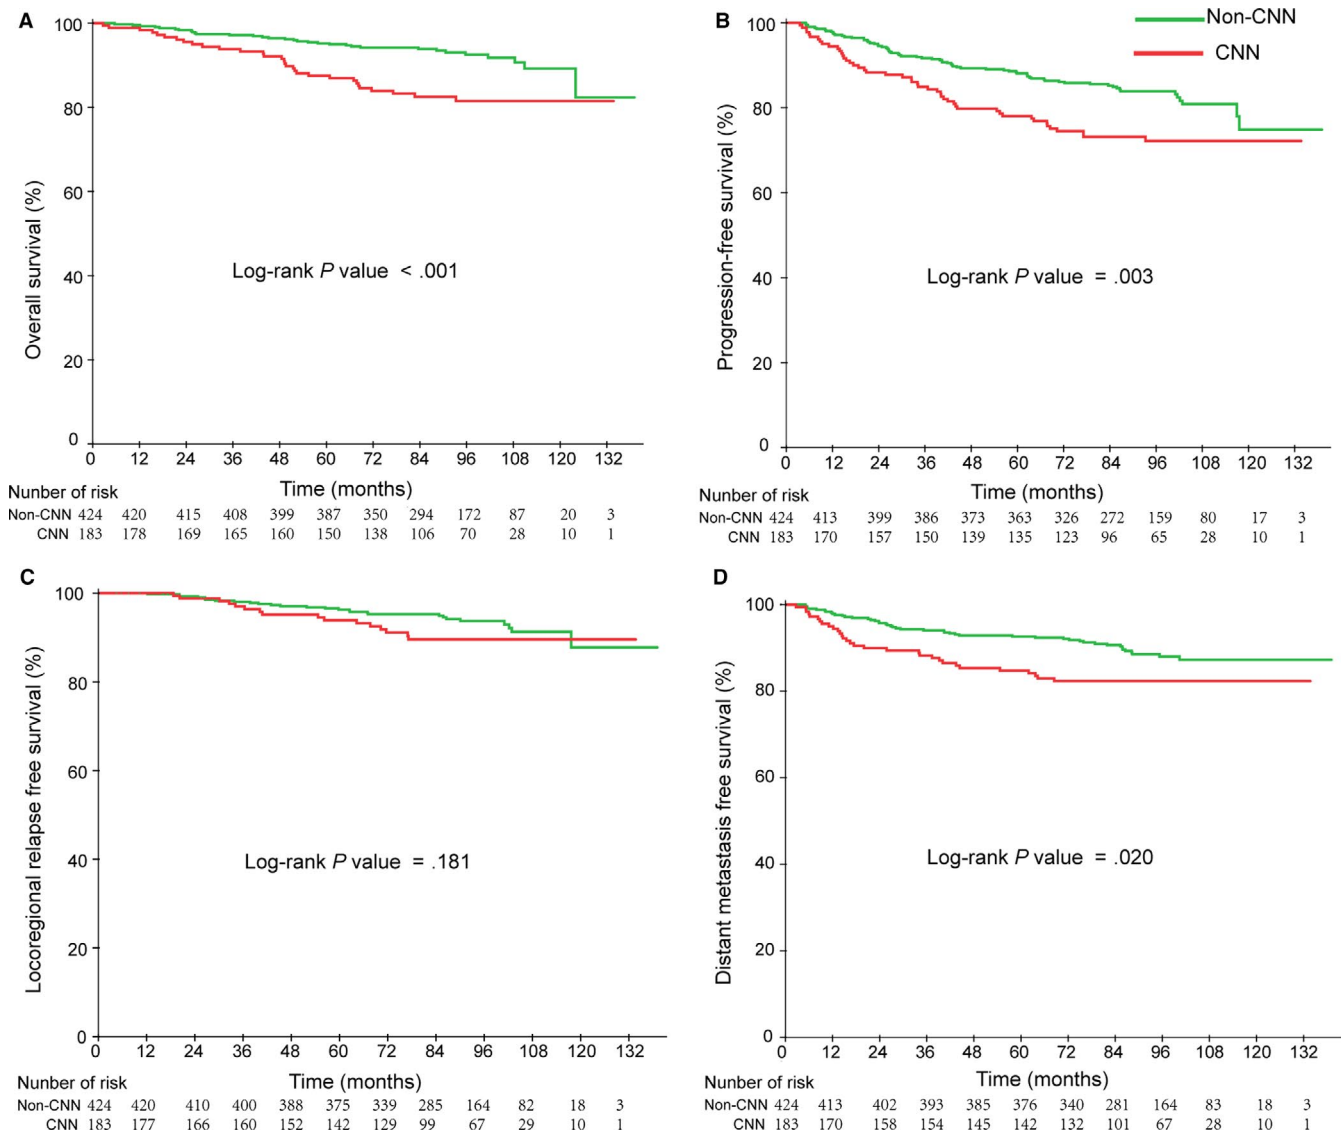 A
100
80
60
40
20
0
Overall survival (%)
Log-rank P value < .001
0 12 24 36 48 60 72 84 96 108 120 132
Time (months)
Nunber of risk
Non-CNN 424 420 415 408 399 387 350 294 172 87 20 3
CNN 183 178 169 165 160 150 138 106 70 28 10 1
B
Non-CNN
CNN
100
80
60
40
20
0
Progression-free survival (%)
Log-rank P value = .003
0 12 24 36 48 60 72 84 96 108 120 132
Time (months)
Nunber of risk
Non-CNN 424 413 399 386 373 363 326 272 159 80 17 3
CNN 183 170 157 150 139 135 123 96 65 28 10 1
C
100
80
60
40
20
0
Locoregional relapse free survival (%)
Log-rank P value = .181
0 12 24 36 48 60 72 84 96 108 120 132
Time (months)
Nunber of risk
Non-CNN 424 420 410 400 388 375 339 285 164 82 18 3
CNN 183 177 166 160 152 142 129 99 67 29 10 1
D
100
80
60
40
20
0
Distant metastasis free survival (%)
Log-rank P value = .020
0 12 24 36 48 60 72 84 96 108 120 132
Time (months)
Nunber of risk
Non-CNN 424 413 402 393 385 376 340 281 164 83 18 3
CNN 183 170 158 154 145 142 132 101 67 28 10 1